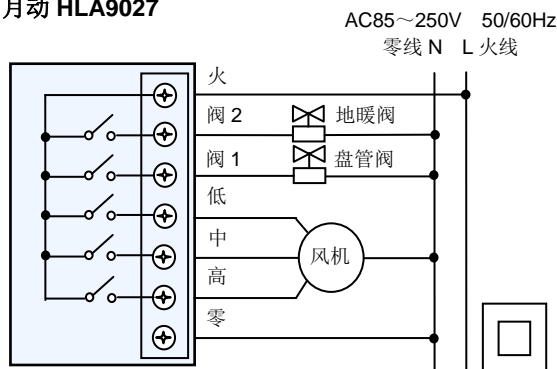 月动 HLA9027
AC85～250V 50/60Hz
零线 N L 火线
火
阀 2 地暖阀
阀 1 盘管阀
低
中
风机
高
零